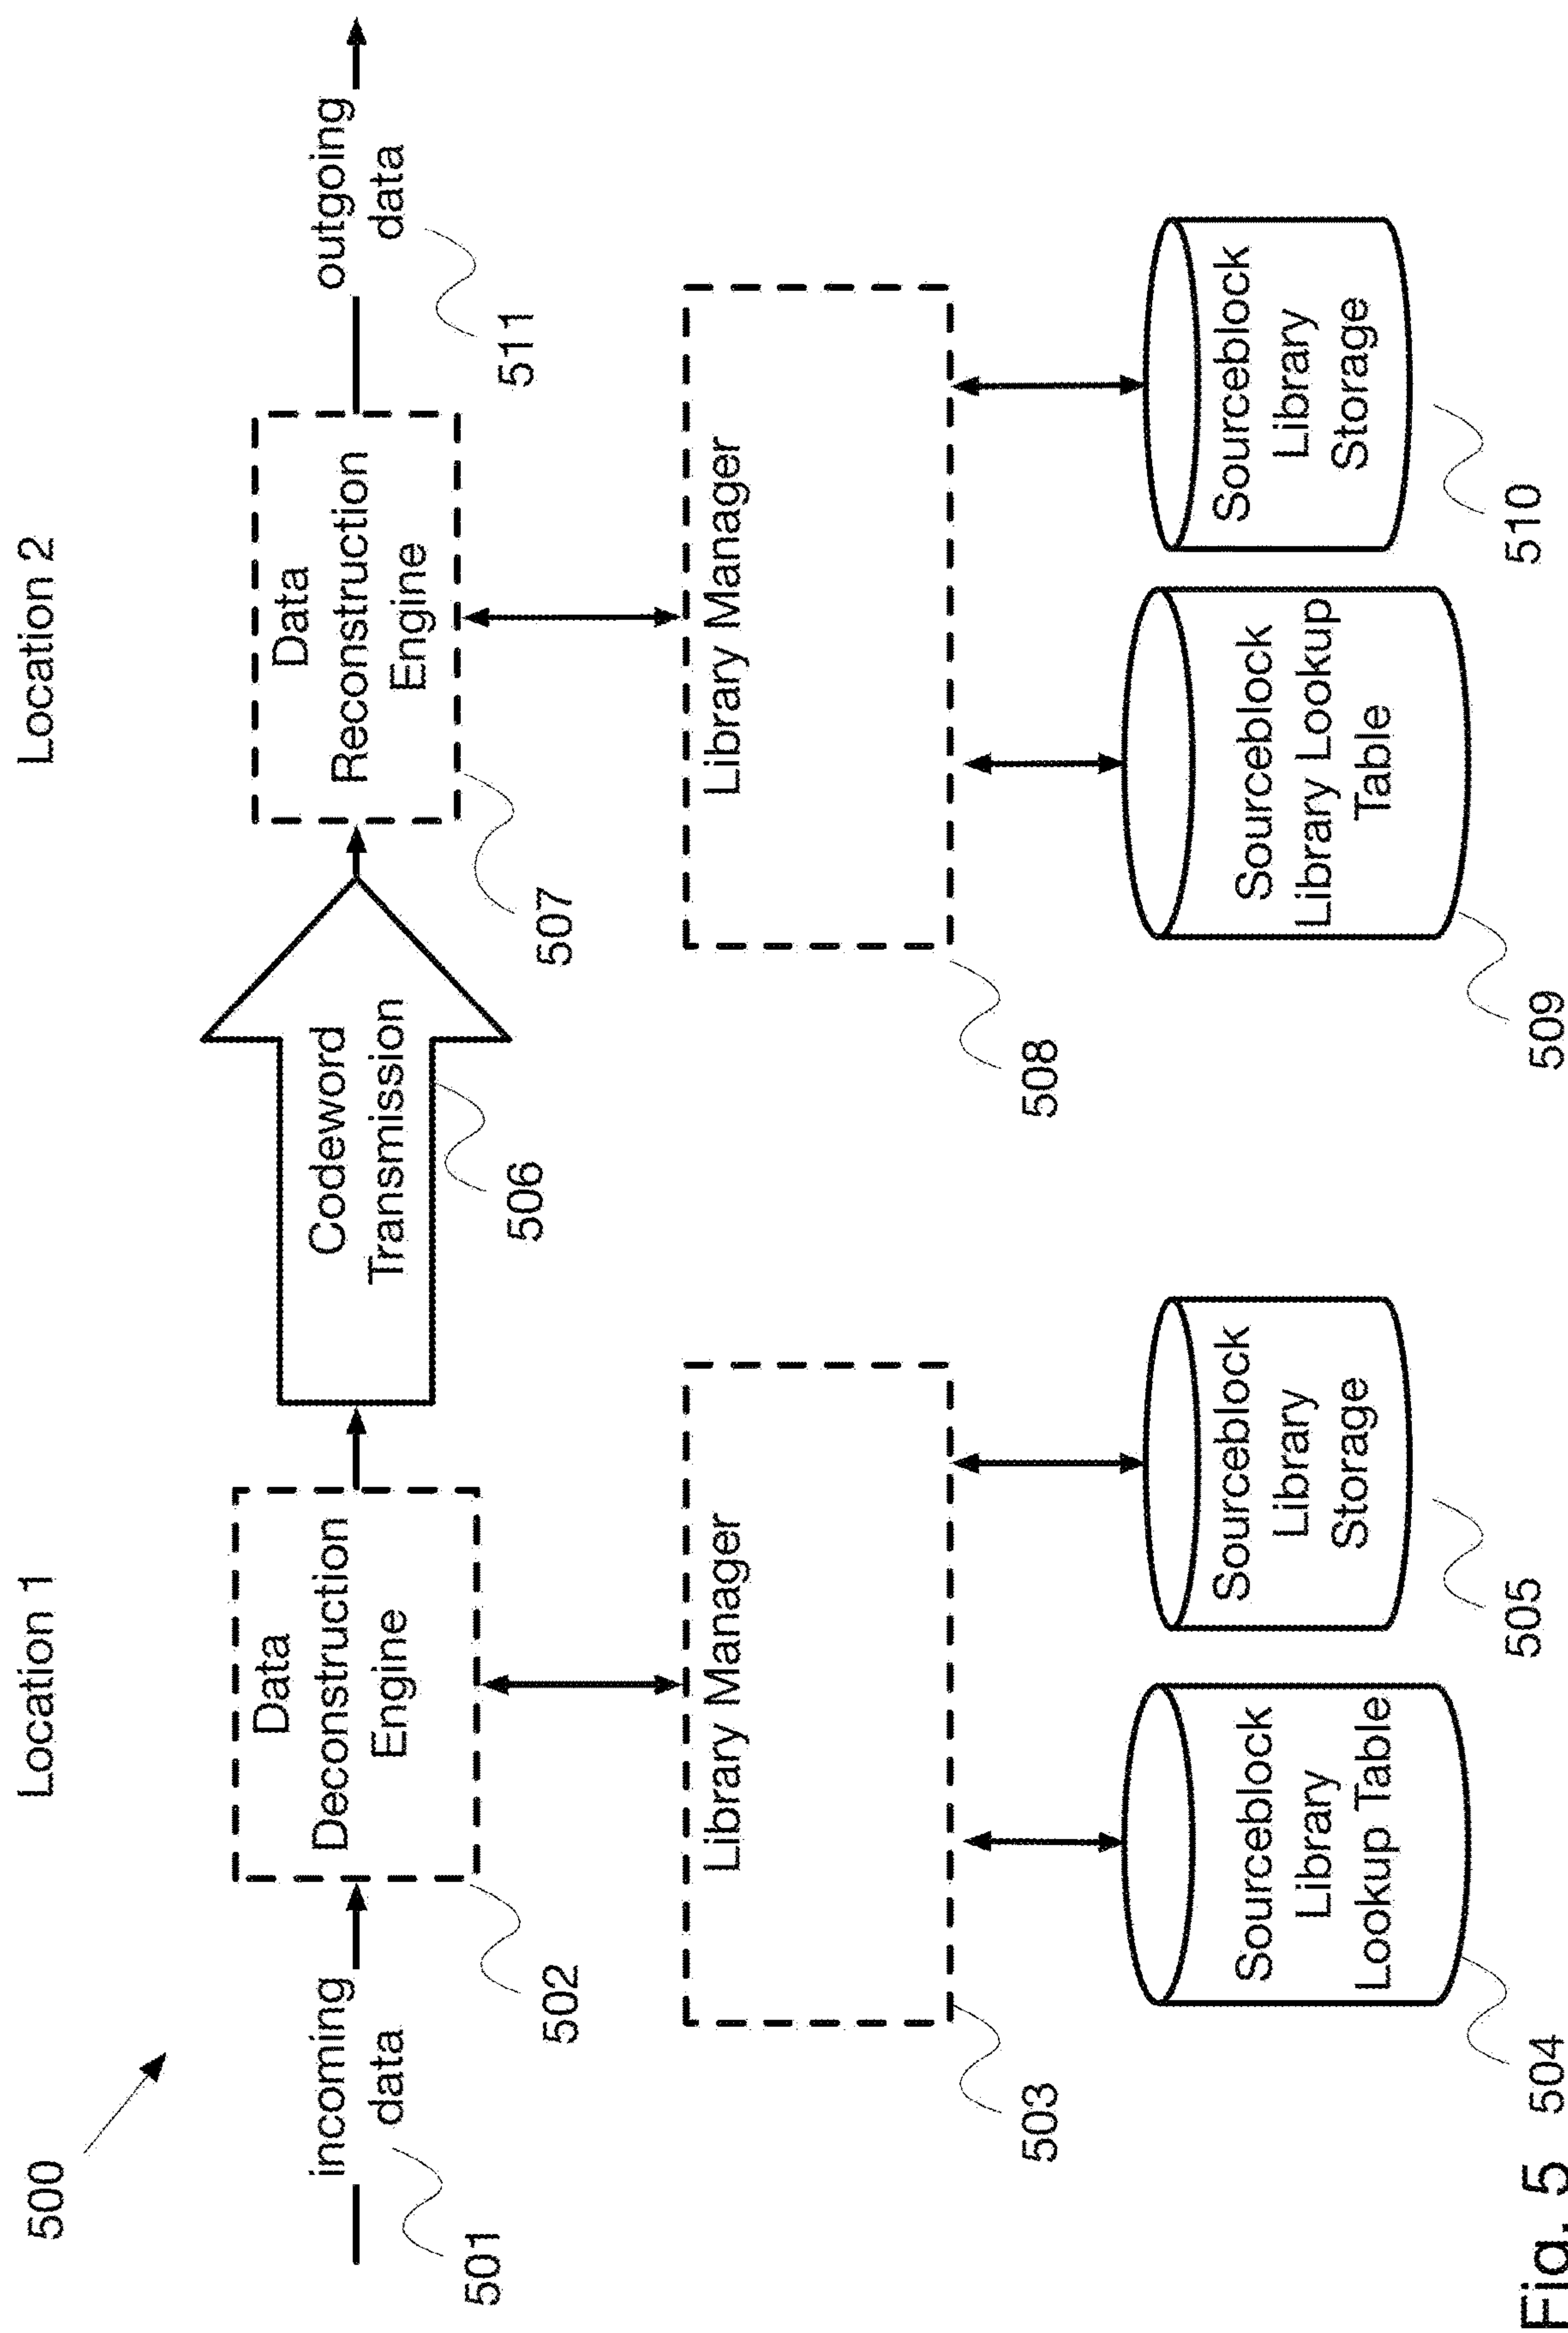 500
Location 1
Location 2
incoming
data
501
Data
Deconstruction
Engine
502
Codeword
Transmission
506
Data
Reconstruction
Engine
507
outgoing
data
511
Library Manager
503
Library Manager
508
Sourceblock
Library
Lookup Table
504
Sourceblock
Library
Storage
505
Sourceblock
Library Lookup
Table
509
Sourceblock
Library
Storage
510
Fig. 5